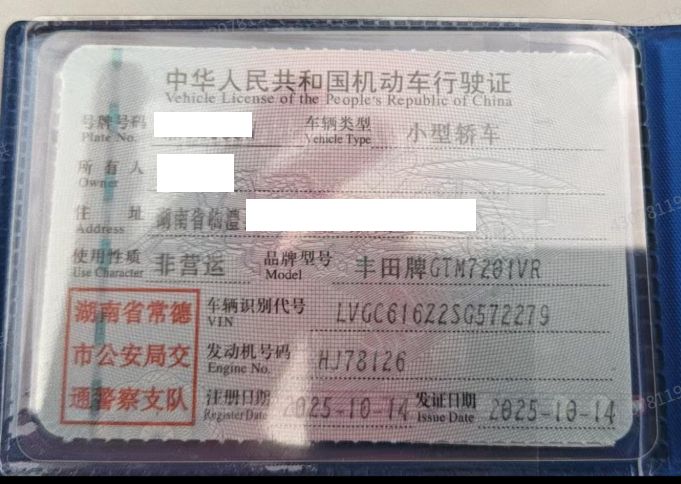 中华人民共和国机动车行驶证
Vehicle License of the People's Republic of China
号牌号码 Plate No. 车辆类型 Vehicle Type 小型轿车
所有人 Owner
住址 Address 湖南省临澧
使用性质 Use Character 非营运 品牌型号 Model 丰田牌GTM7201VR
湖南省常德
市公安局交
通警察支队
车辆识别代号 VIN LVGC616Z2SG572279
发动机号码 Engine No. HJ78126
注册日期 Register Date 2025-10-14 发证日期 Issue Date 2025-10-14